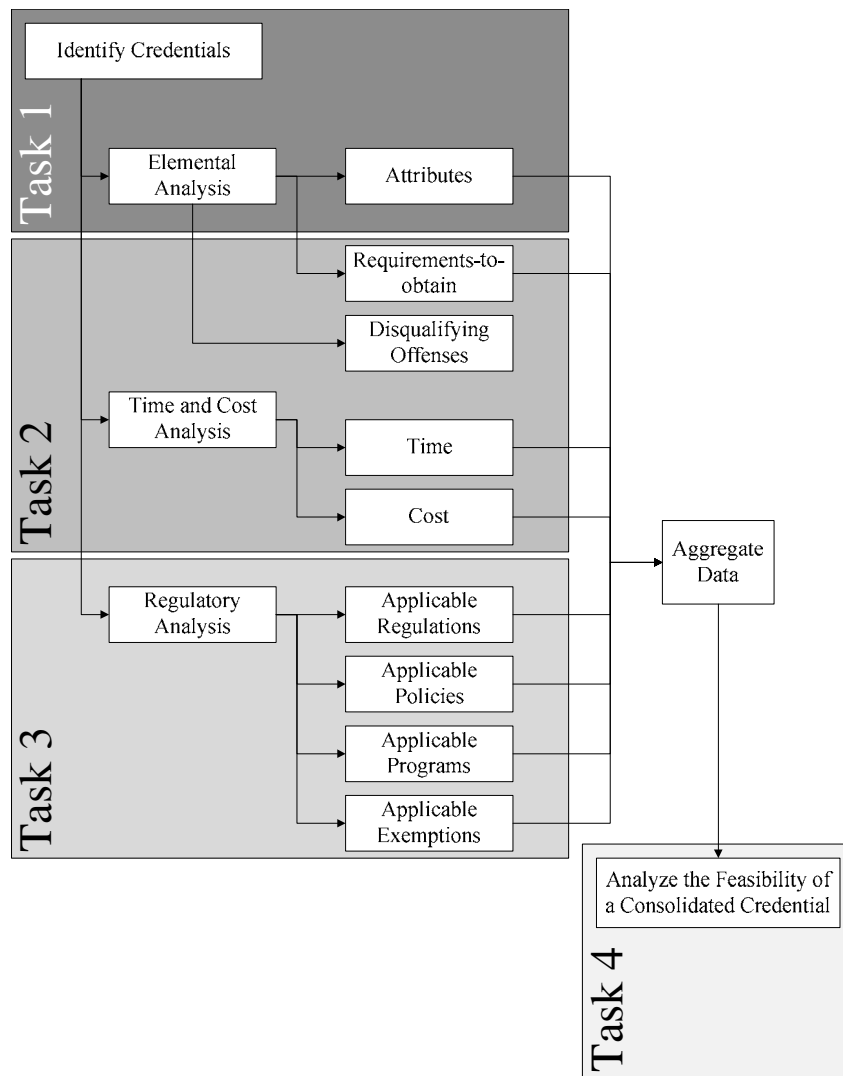 Identify Credentials
Task 1
Elemental
Analysis
Attributes
Task 2
Requirements-to-
obtain
Disqualifying
Offenses
Time and Cost
Analysis
Time
Cost
Aggregate
Data
Task 3
Regulatory
Analysis
Applicable
Regulations
Applicable
Policies
Applicable
Programs
Applicable
Exemptions
Task 4
Analyze the Feasibility of
a Consolidated Credential